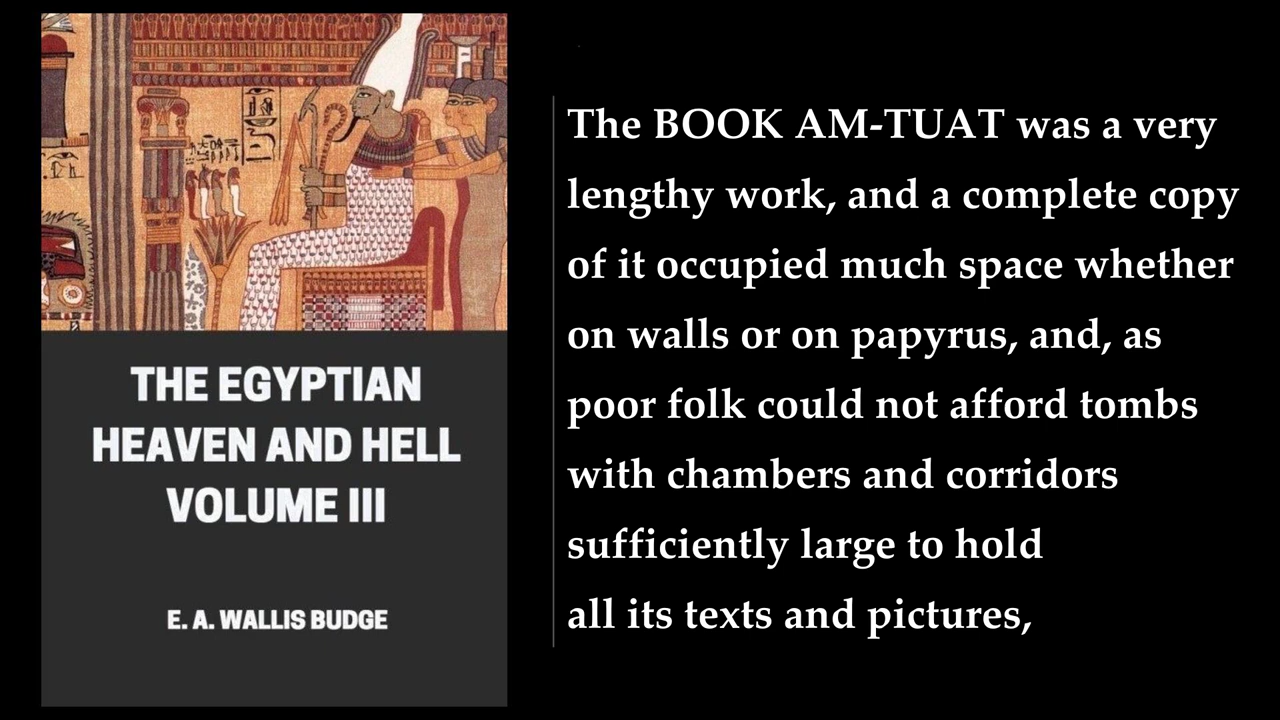 THE EGYPTIAN
HEAVEN AND HELL
VOLUME III
E. A. WALLIS BUDGE
The BOOK AM-TUAT was a very
lengthy work, and a complete copy
of it occupied much space whether
on walls or on papyrus, and, as
poor folk could not afford tombs
with chambers and corridors
sufficiently large to hold
all its texts and pictures,